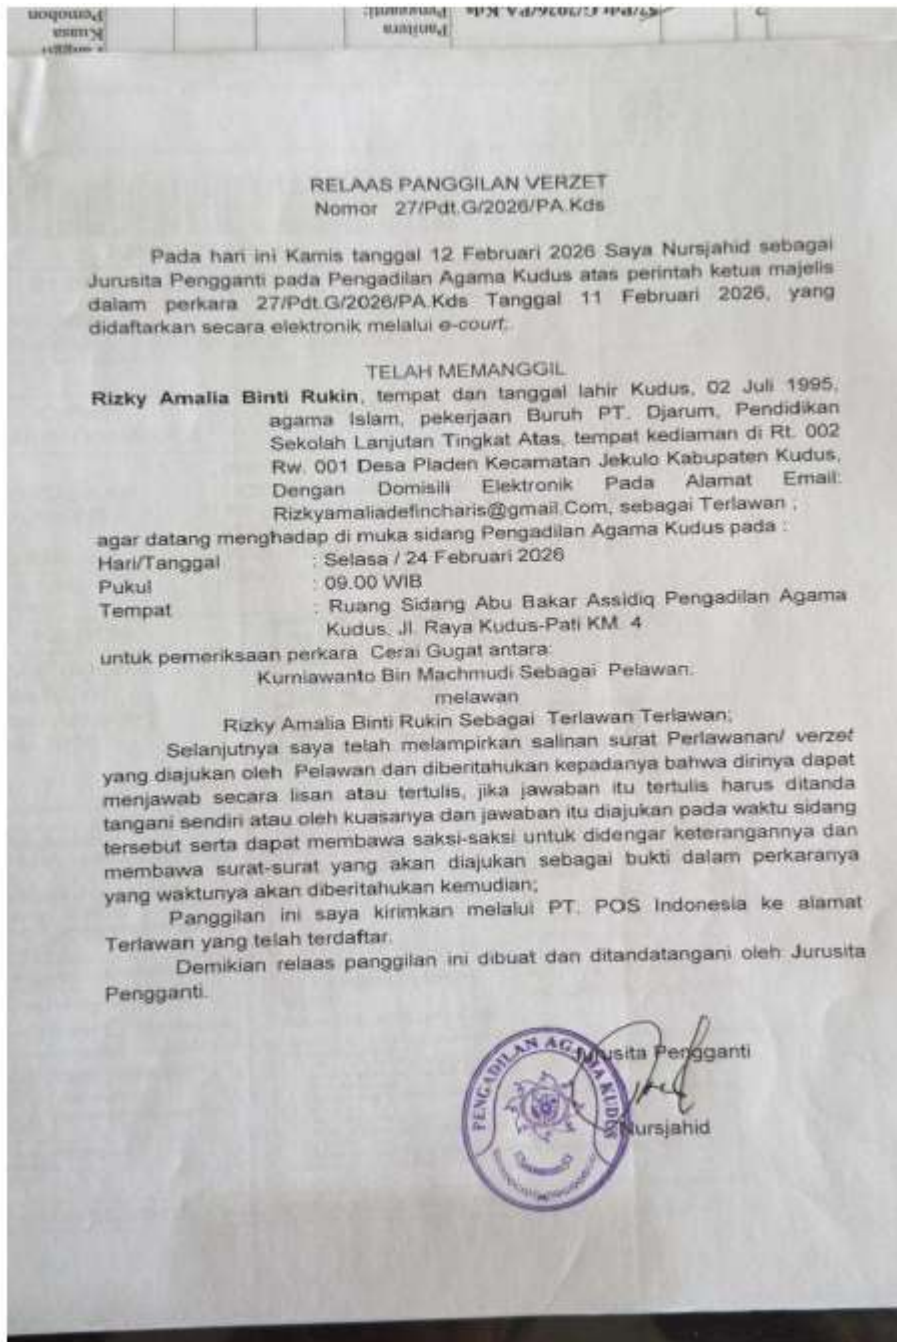 Pemohon
Kuasa
Panitera
Pengganti:
57/Pdt.G/2026/PA.Kds
2
RELAAS PANGGILAN VERZET
Nomor 27/Pdt.G/2026/PA.Kds
Pada hari ini Kamis tanggal 12 Februari 2026 Saya Nursjahid sebagai
Jurusita Pengganti pada Pengadilan Agama Kudus atas perintah ketua majelis
dalam perkara 27/Pdt.G/2026/PA.Kds Tanggal 11 Februari 2026, yang
didaftarkan secara elektronik melalui e-court;
TELAH MEMANGGIL
Rizky Amalia Binti Rukin, tempat dan tanggal lahir Kudus, 02 Juli 1995,
agama Islam, pekerjaan Buruh PT. Djarum, Pendidikan
Sekolah Lanjutan Tingkat Atas, tempat kediaman di Rt. 002
Rw. 001 Desa Pladen Kecamatan Jekulo Kabupaten Kudus,
Dengan Domisili Elektronik Pada Alamat Email:
Rizkyamaliadefincharis@gmail.Com, sebagai Terlawan ;
agar datang menghadap di muka sidang Pengadilan Agama Kudus pada :
Hari/Tanggal : Selasa / 24 Februari 2026
Pukul : 09.00 WIB
Tempat : Ruang Sidang Abu Bakar Assidiq Pengadilan Agama
Kudus, Jl. Raya Kudus-Pati KM. 4
untuk pemeriksaan perkara Cerai Gugat antara:
Kurniawanto Bin Machmudi Sebagai Pelawan.
melawan
Rizky Amalia Binti Rukin Sebagai Terlawan Terlawan;
Selanjutnya saya telah melampirkan salinan surat Perlawanan/ verzet
yang diajukan oleh Pelawan dan diberitahukan kepadanya bahwa dirinya dapat
menjawab secara lisan atau tertulis, jika jawaban itu tertulis harus ditanda
tangani sendiri atau oleh kuasanya dan jawaban itu diajukan pada waktu sidang
tersebut serta dapat membawa saksi-saksi untuk didengar keterangannya dan
membawa surat-surat yang akan diajukan sebagai bukti dalam perkaranya
yang waktunya akan diberitahukan kemudian;
Panggilan ini saya kirimkan melalui PT. POS Indonesia ke alamat
Terlawan yang telah terdaftar.
Demikian relaas panggilan ini dibuat dan ditandatangani oleh Jurusita
Pengganti.
Jurusita Pengganti
PENGADILAN AGAMA KUDUS
Nursjahid